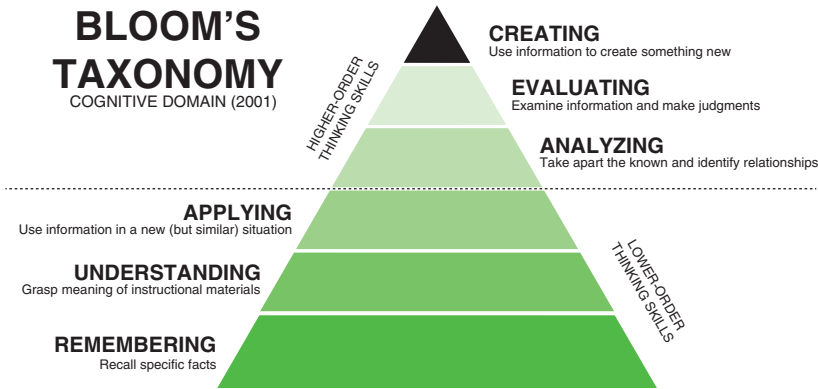 BLOOM'S
TAXONOMY
COGNITIVE DOMAIN (2001)
HIGHER-ORDER
THINKING SKILLS
CREATING
Use information to create something new
EVALUATING
Examine information and make judgments
ANALYZING
Take apart the known and identify relationships
APPLYING
Use information in a new (but similar) situation
UNDERSTANDING
Grasp meaning of instructional materials
REMEMBERING
Recall specific facts
LOWER-ORDER
THINKING SKILLS